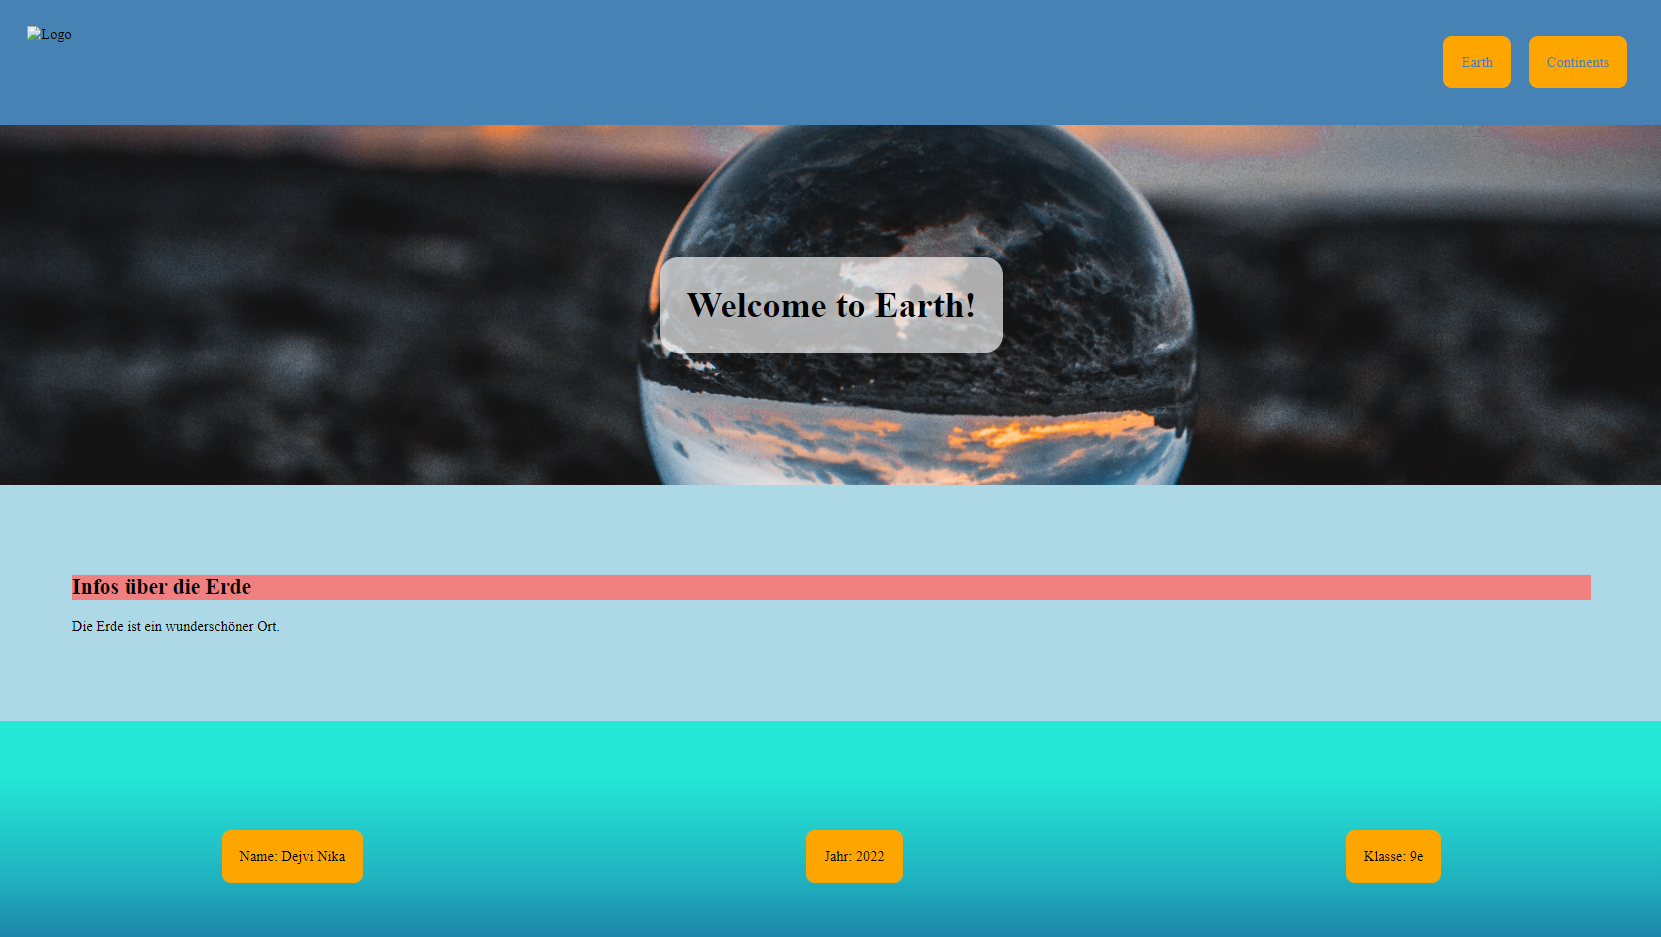 Logo
Earth
Continents
Welcome to Earth!
Infos über die Erde
Die Erde ist ein wunderschöner Ort.
Name: Dejvi Nika
Jahr: 2022
Klasse: 9e